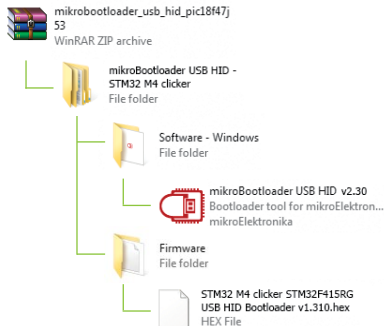 mikrobootloader_usb_hid_pic18f47j
53
WinRAR ZIP archive
mikroBootloader USB HID -
STM32 M4 clicker
File folder
Software - Windows
File folder
mikroBootloader USB HID v2.30
Bootloader tool for mikroElektron...
mikroElektronika
Firmware
File folder
STM32 M4 clicker STM32F415RG
USB HID Bootloader v1.310.hex
HEX File